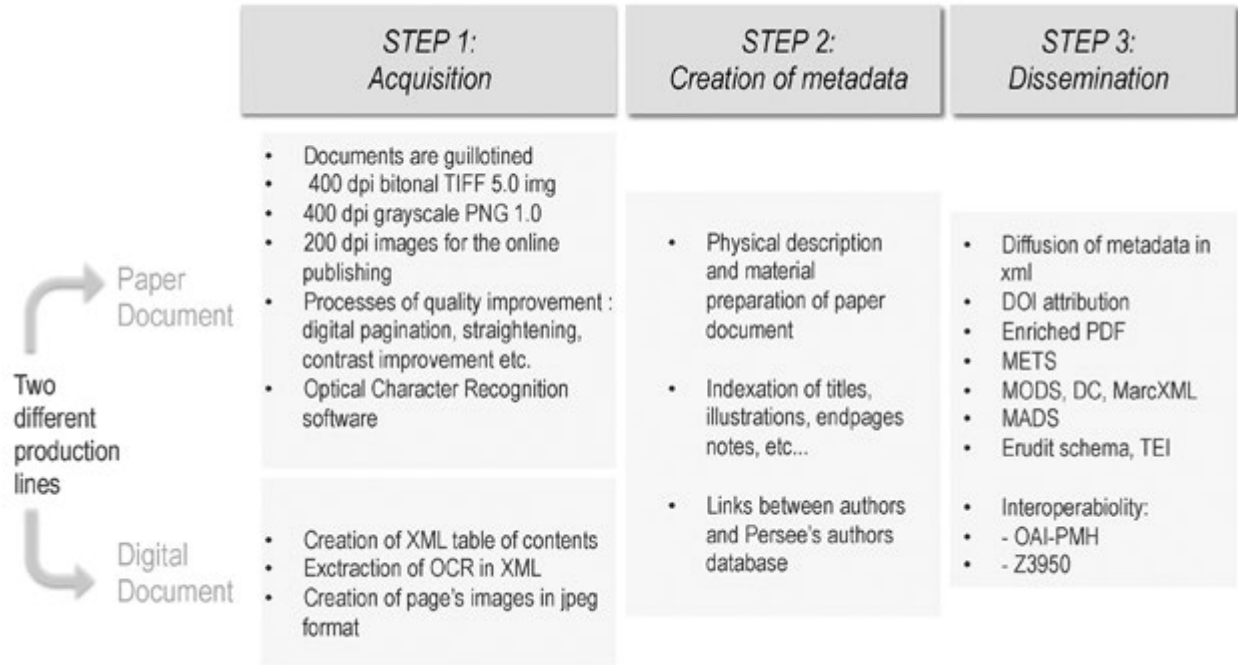 STEP 1:
Acquisition
STEP 2:
Creation of metadata
STEP 3:
Dissemination
Two
different
production
lines
Paper
Document
Digital
Document
• Documents are guillotined
• 400 dpi bitonal TIFF 5.0 img
• 400 dpi grayscale PNG 1.0
• 200 dpi images for the online
publishing
• Processes of quality improvement :
digital pagination, straightening,
contrast improvement etc.
• Optical Character Recognition
software
• Creation of XML table of contents
• Exctraction of OCR in XML
• Creation of page's images in jpeg
format
• Physical description
and material
preparation of paper
document
• Indexation of titles,
illustrations, endpages
notes, etc...
• Links between authors
and Persee's authors
database
• Diffusion of metadata in
xml
• DOI attribution
• Enriched PDF
• METS
• MODS, DC, MarcXML
• MADS
• Erudit schema, TEI
• Interoperabiolity:
• - OAI-PMH
• - Z3950